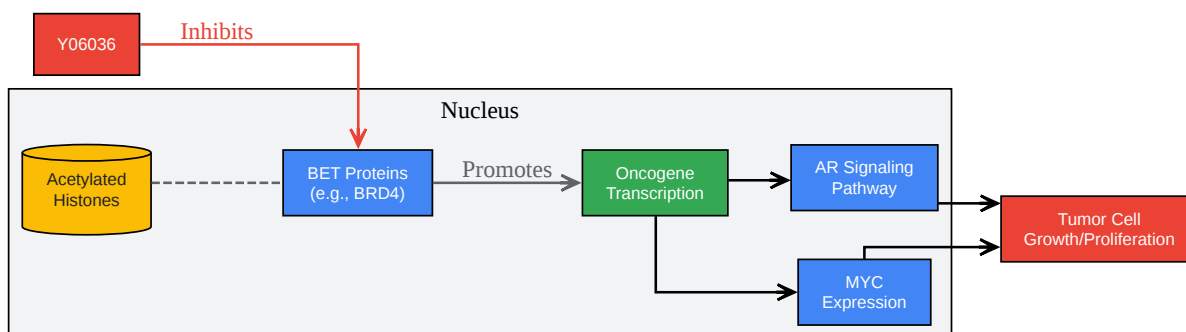 Y06036
Inhibits
Nucleus
Acetylated
Histones
BET Proteins
(e.g., BRD4)
Promotes
Oncogene
Transcription
AR Signaling
Pathway
MYC
Expression
Tumor Cell
Growth/Proliferation